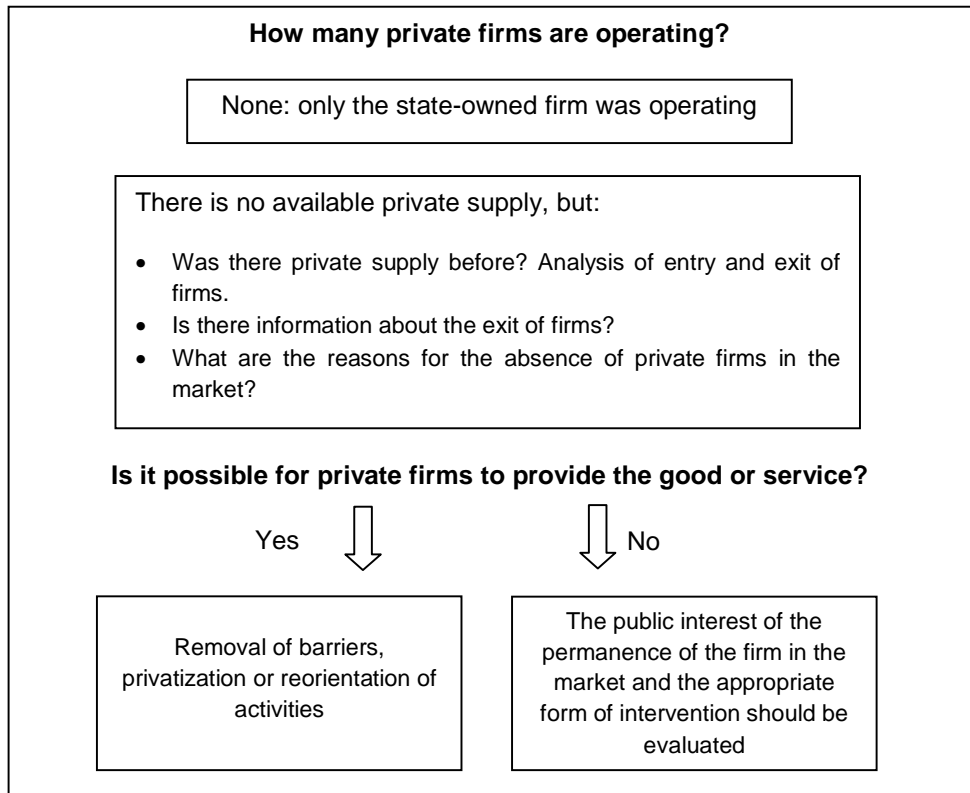 How many private firms are operating?
None: only the state-owned firm was operating
There is no available private supply, but:
• Was there private supply before? Analysis of entry and exit of
firms.
• Is there information about the exit of firms?
• What are the reasons for the absence of private firms in the
market?
Is it possible for private firms to provide the good or service?
Yes
No
Removal of barriers,
privatization or reorientation of
activities
The public interest of the
permanence of the firm in the
market and the appropriate
form of intervention should be
evaluated